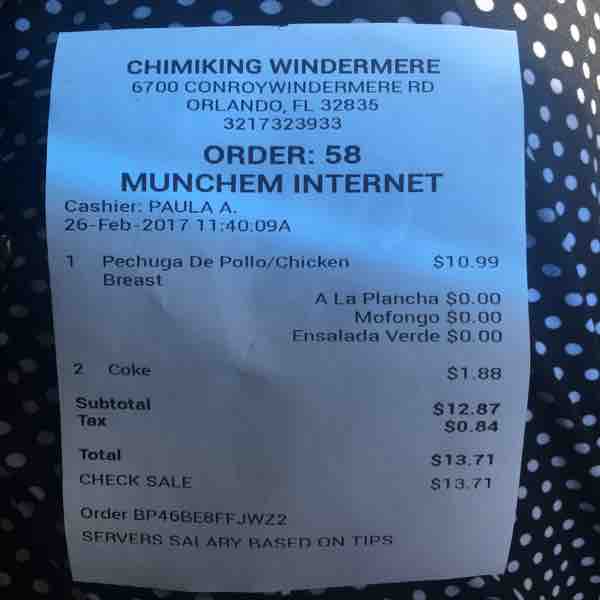 CHIMIKING WINDERMERE
6700 CONROYWINDERMERE RD
ORLANDO, FL 32835
3217323933
ORDER: 58
MUNCHEM INTERNET
Cashier: PAULA A.
26-Feb-2017 11:40:09A
1 Pechuga De Pollo/Chicken $10.99
Breast
A La Plancha $0.00
Mofongo $0.00
Ensalada Verde $0.00
2 Coke $1.88
Subtotal $12.87
Tax $0.84
Total $13.71
CHECK SALE $13.71
Order BP46BE8FFJWZ2
SERVERS SALARY BASED ON TIPS